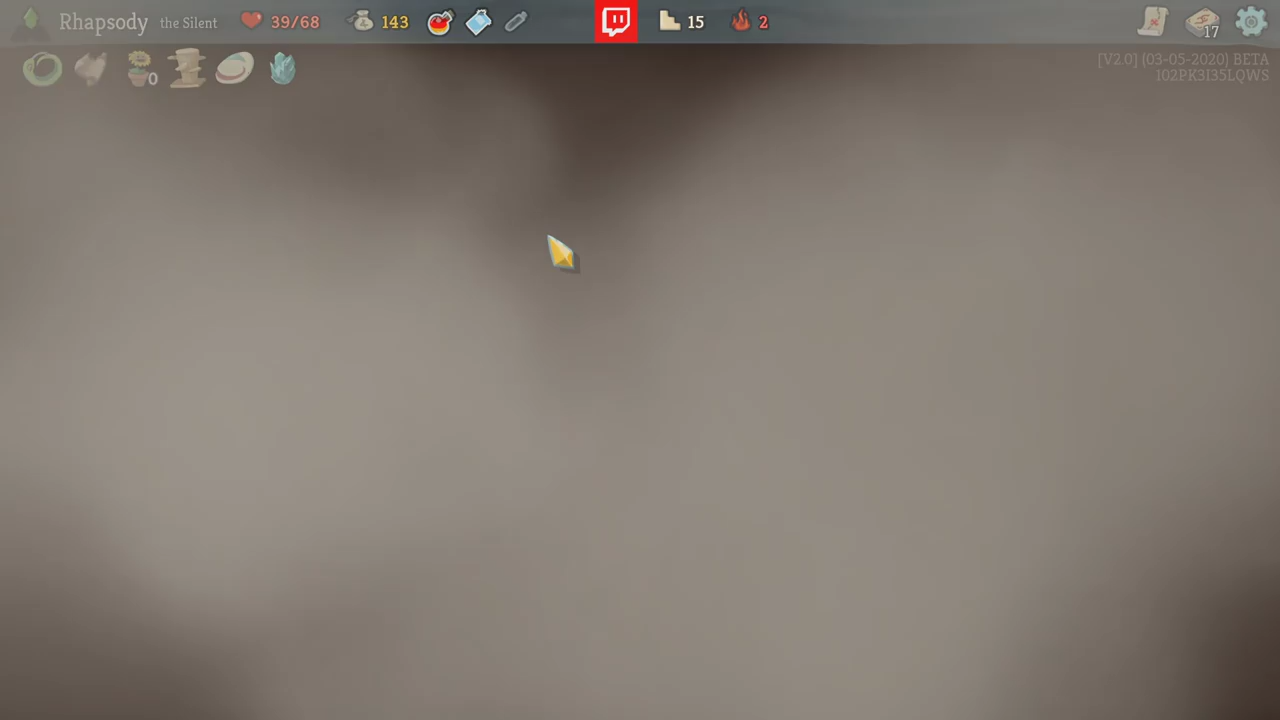 Rhapsody the Silent 39/68 143 15 2 17
0
[V2.0] (03-05-2020) BETA
102PK3I35LQWS